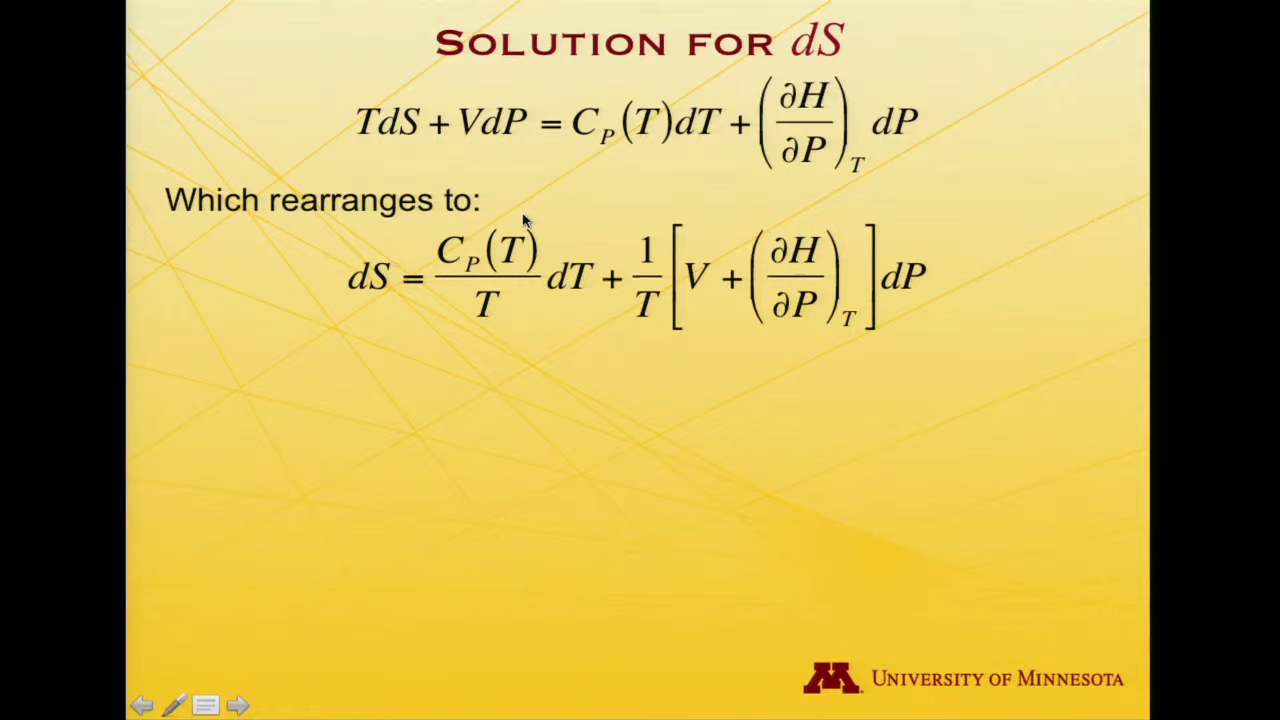 SOLUTION FOR dS
TdS + VdP = C_P(T)dT + (∂H/∂P)_T dP
Which rearranges to:
dS = C_P(T)/T dT + 1/T [V + (∂H/∂P)_T] dP
M UNIVERSITY OF MINNESOTA